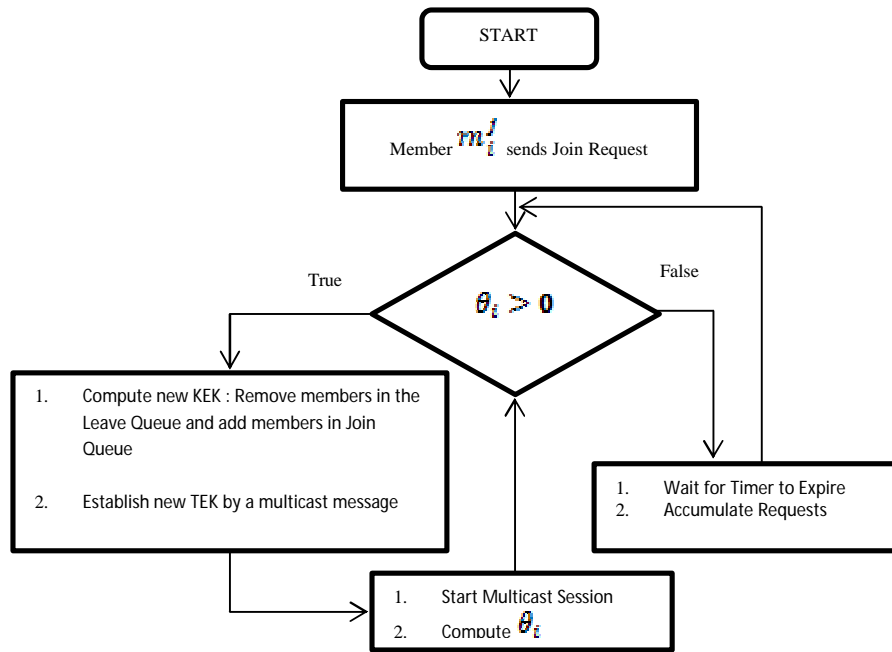 START
Member m_i^J sends Join Request
True
False
θ_i > 0
1. Compute new KEK : Remove members in the
Leave Queue and add members in Join
Queue
2. Establish new TEK by a multicast message
1. Wait for Timer to Expire
2. Accumulate Requests
1. Start Multicast Session
2. Compute θ_i